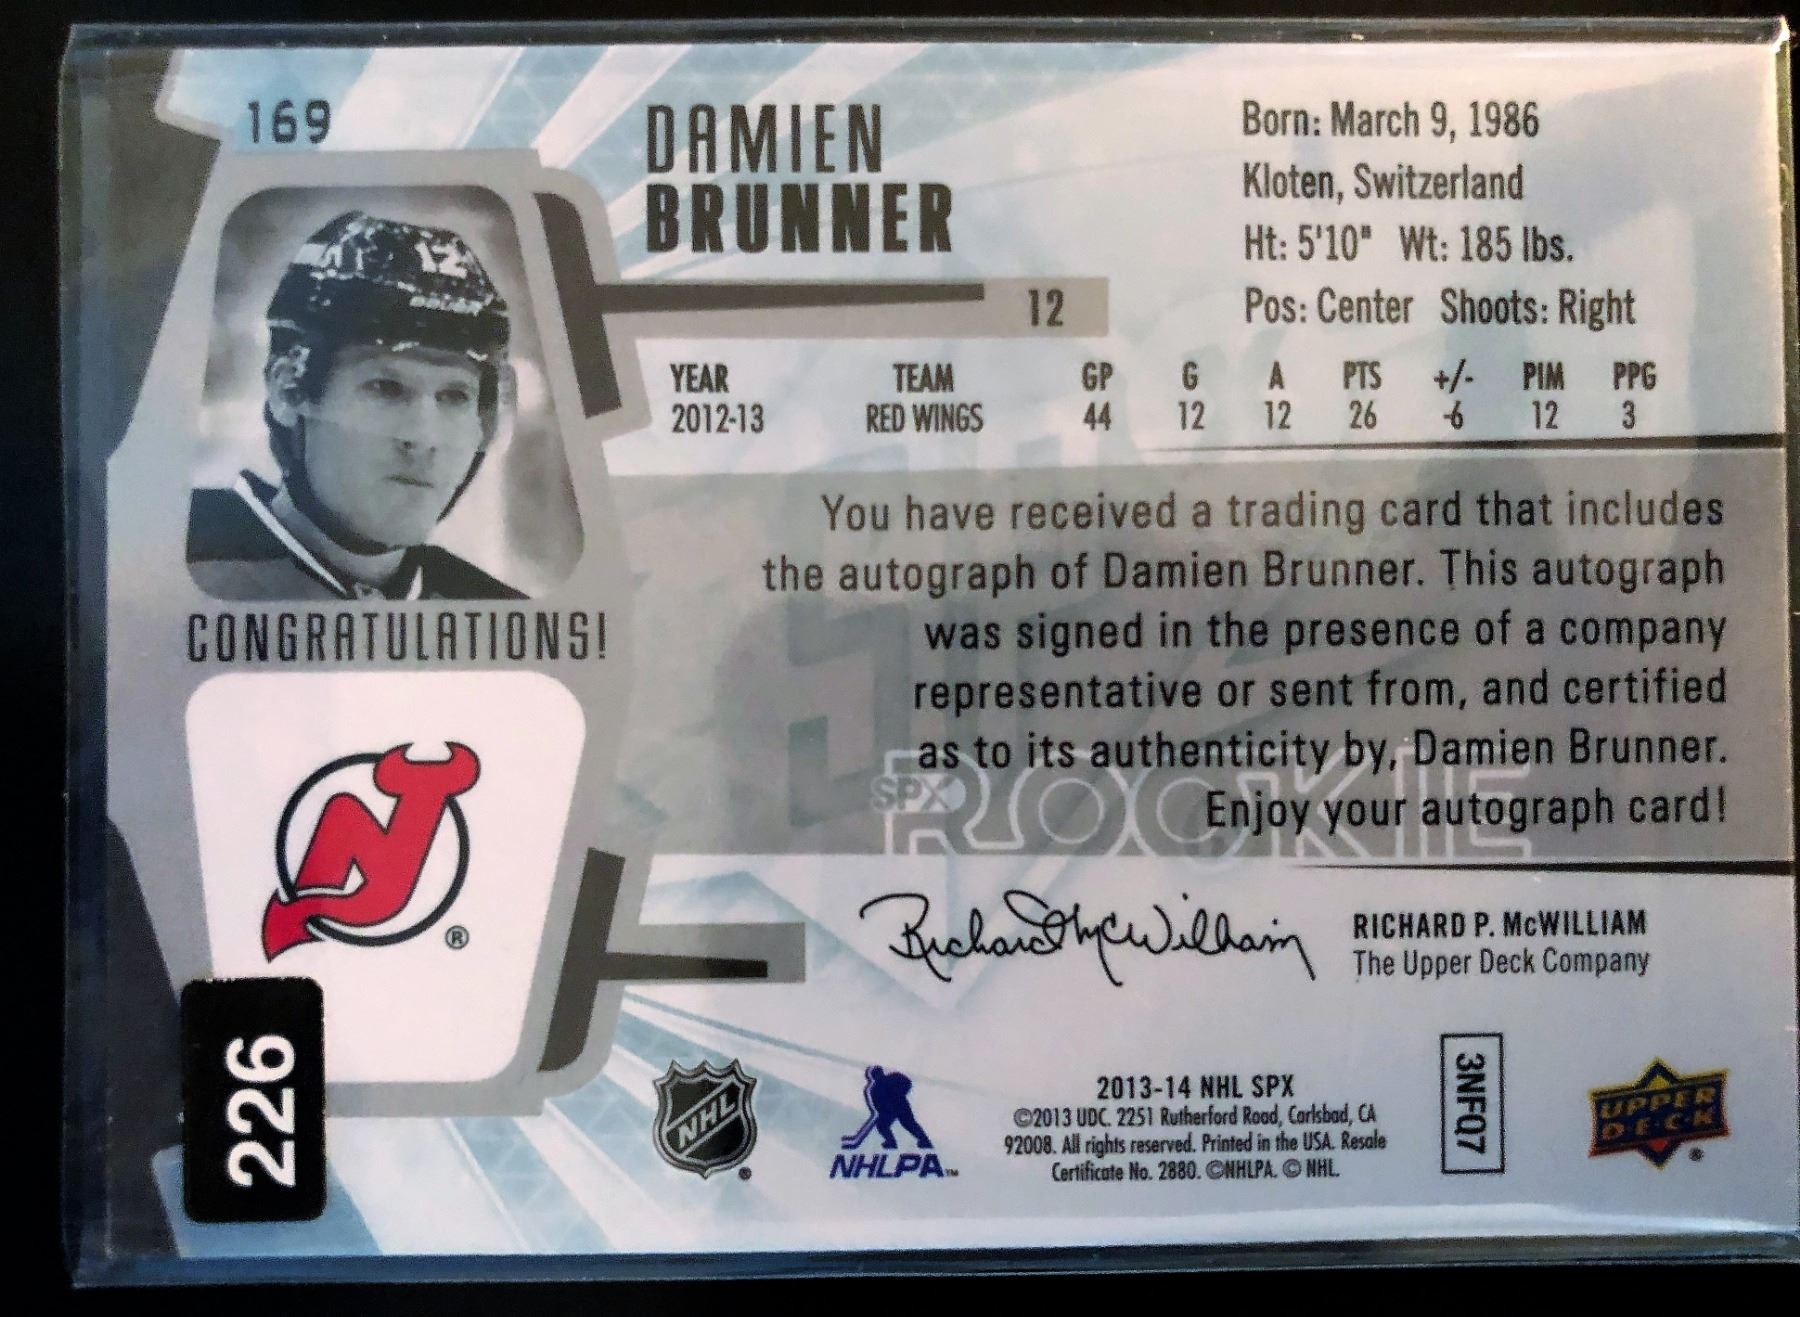 169
DAMIEN
BRUNNER
12
Born: March 9, 1986
Kloten, Switzerland
Ht: 5'10" Wt: 185 lbs.
Pos: Center Shoots: Right
YEAR TEAM GP G A PTS +/- PIM PPG
2012-13 RED WINGS 44 12 12 26 -6 12 3
CONGRATULATIONS!
You have received a trading card that includes
the autograph of Damien Brunner. This autograph
was signed in the presence of a company
representative or sent from, and certified
as to its authenticity by, Damien Brunner.
Enjoy your autograph card!
SPX ROOKIE
Richard P McWilliam
RICHARD P. McWILLIAM
The Upper Deck Company
®
226
NHL ®
NHLPA™
2013-14 NHL SPX
©2013 UDC. 2251 Rutherford Road, Carlsbad, CA
92008. All rights reserved. Printed in the USA. Resale
Certificate No. 2880. ©NHLPA. © NHL.
3NFQ7
UPPER
D·E·C·K
®